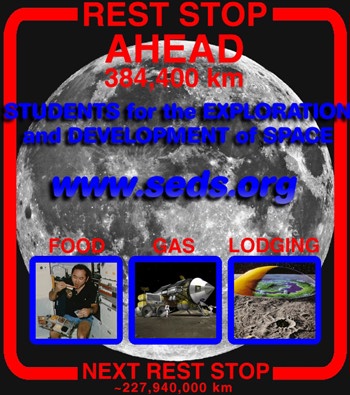 REST STOP
AHEAD
384,400 km
STUDENTS for the EXPLORATION
and DEVELOPMENT of SPACE
www.seds.org
FOOD GAS LODGING
NEXT REST STOP
~227,940,000 km